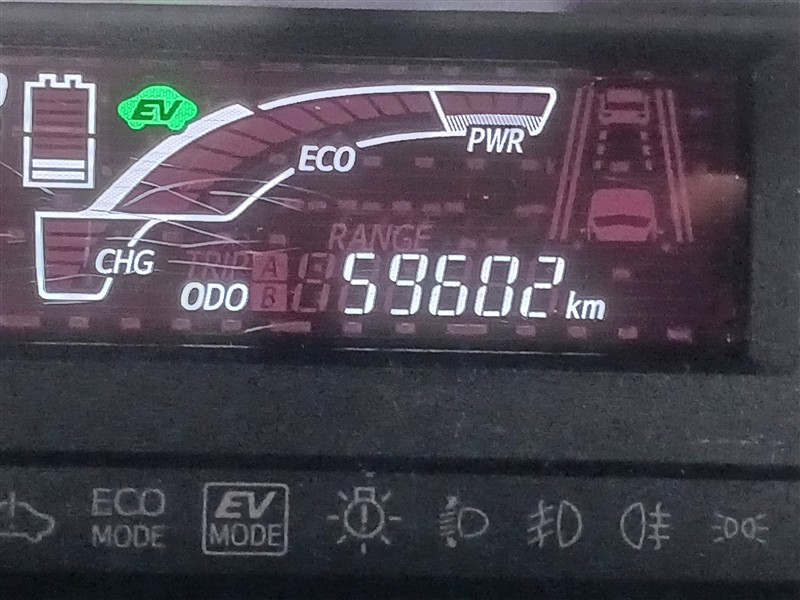 EV
PWR
ECO
RANGE
CHG
TRIP A
ODO B 59602 km
ECO MODE
EV MODE